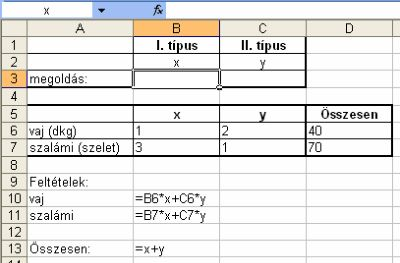 x fx
A B C D
1 I. típus II. típus
2 x y
3 megoldás:
4
5 x y Összesen
6 vaj (dkg) 1 2 40
7 szalámi (szelet) 3 1 70
8
9 Feltételek:
10 vaj =B6*x+C6*y
11 szalámi =B7*x+C7*y
12
13 Összesen: =x+y
14